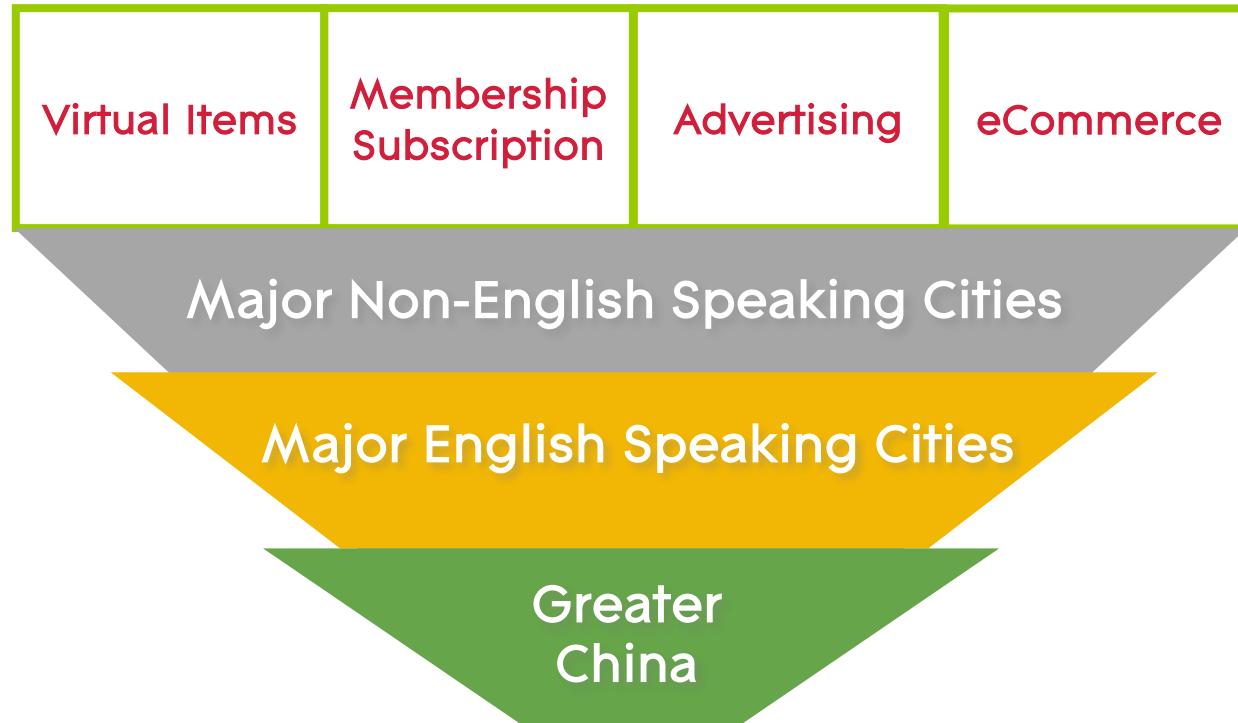 Virtual Items
Membership
Subscription
Advertising
eCommerce
Major Non-English Speaking Cities
Major English Speaking Cities
Greater
China